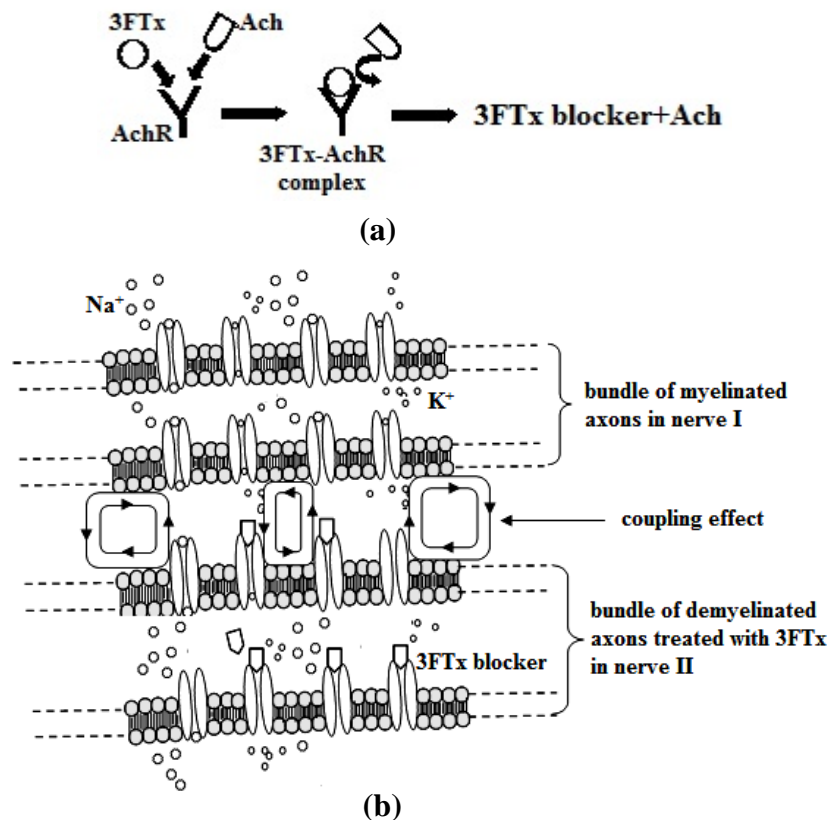 3FTx
Ach
AchR
3FTx-AchR
complex
3FTx blocker+Ach
(a)
Na⁺
K⁺
bundle of myelinated
axons in nerve I
coupling effect
bundle of demyelinated
axons treated with 3FTx
in nerve II
3FTx blocker
(b)